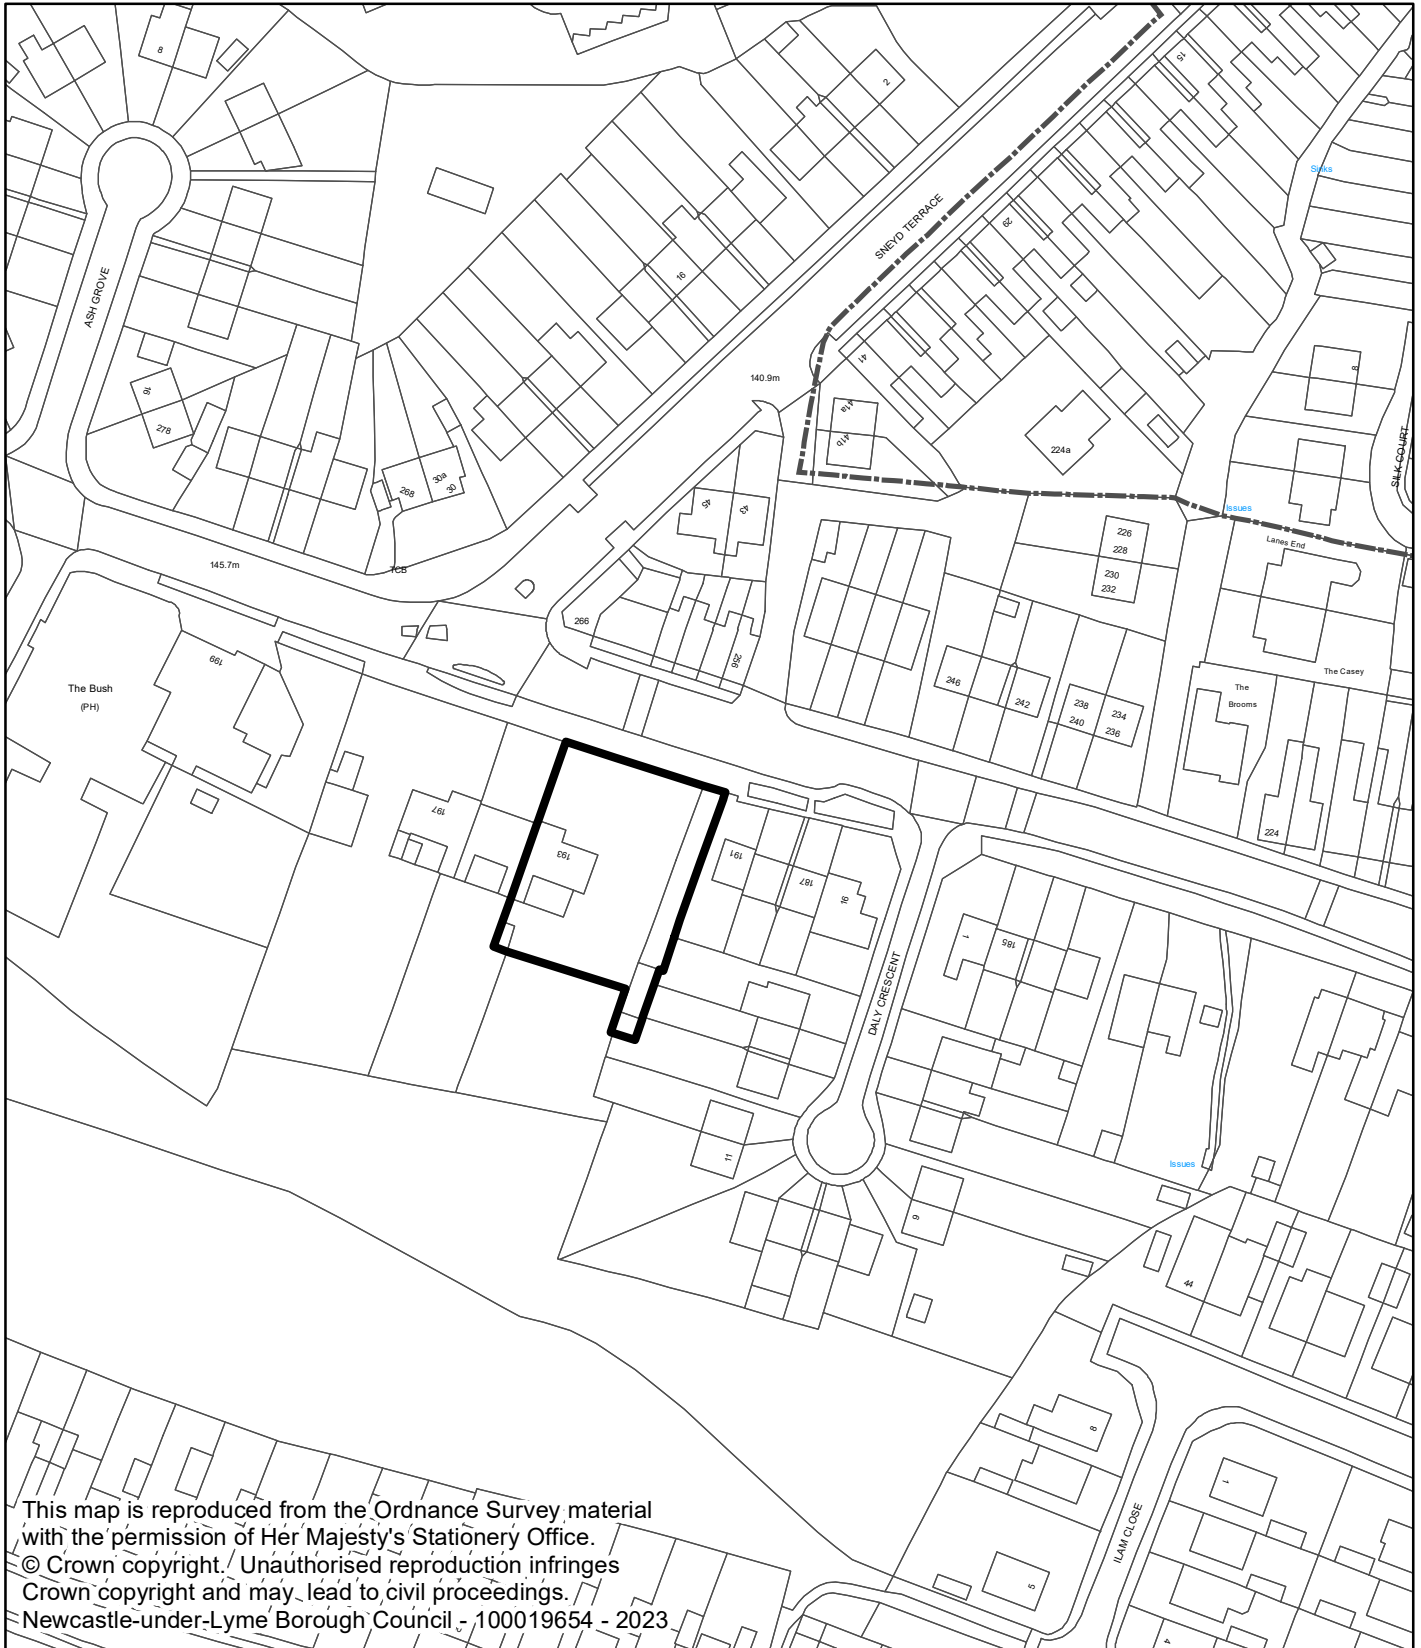 8
2
15
Sinks
SNEYD TERRACE
29
16
ASH GROVE
140.9m
41
8
16
278
41a
41b
224a
SILK COURT
268
30a
30
45
43
Issues
Lanes End
226
228
230
232
145.7m
TCB
266
256
199
The Bush
(PH)
246
242
238
240
234
236
The Casey
The
Brooms
197
193
191
187
16
224
1
185
DALY CRESCENT
11
Issues
9
44
8
1
ILAM CLOSE
5
4
This map is reproduced from the Ordnance Survey material
with the permission of Her Majesty's Stationery Office.
© Crown copyright. Unauthorised reproduction infringes
Crown copyright and may lead to civil proceedings.
Newcastle-under-Lyme Borough Council - 100019654 - 2023